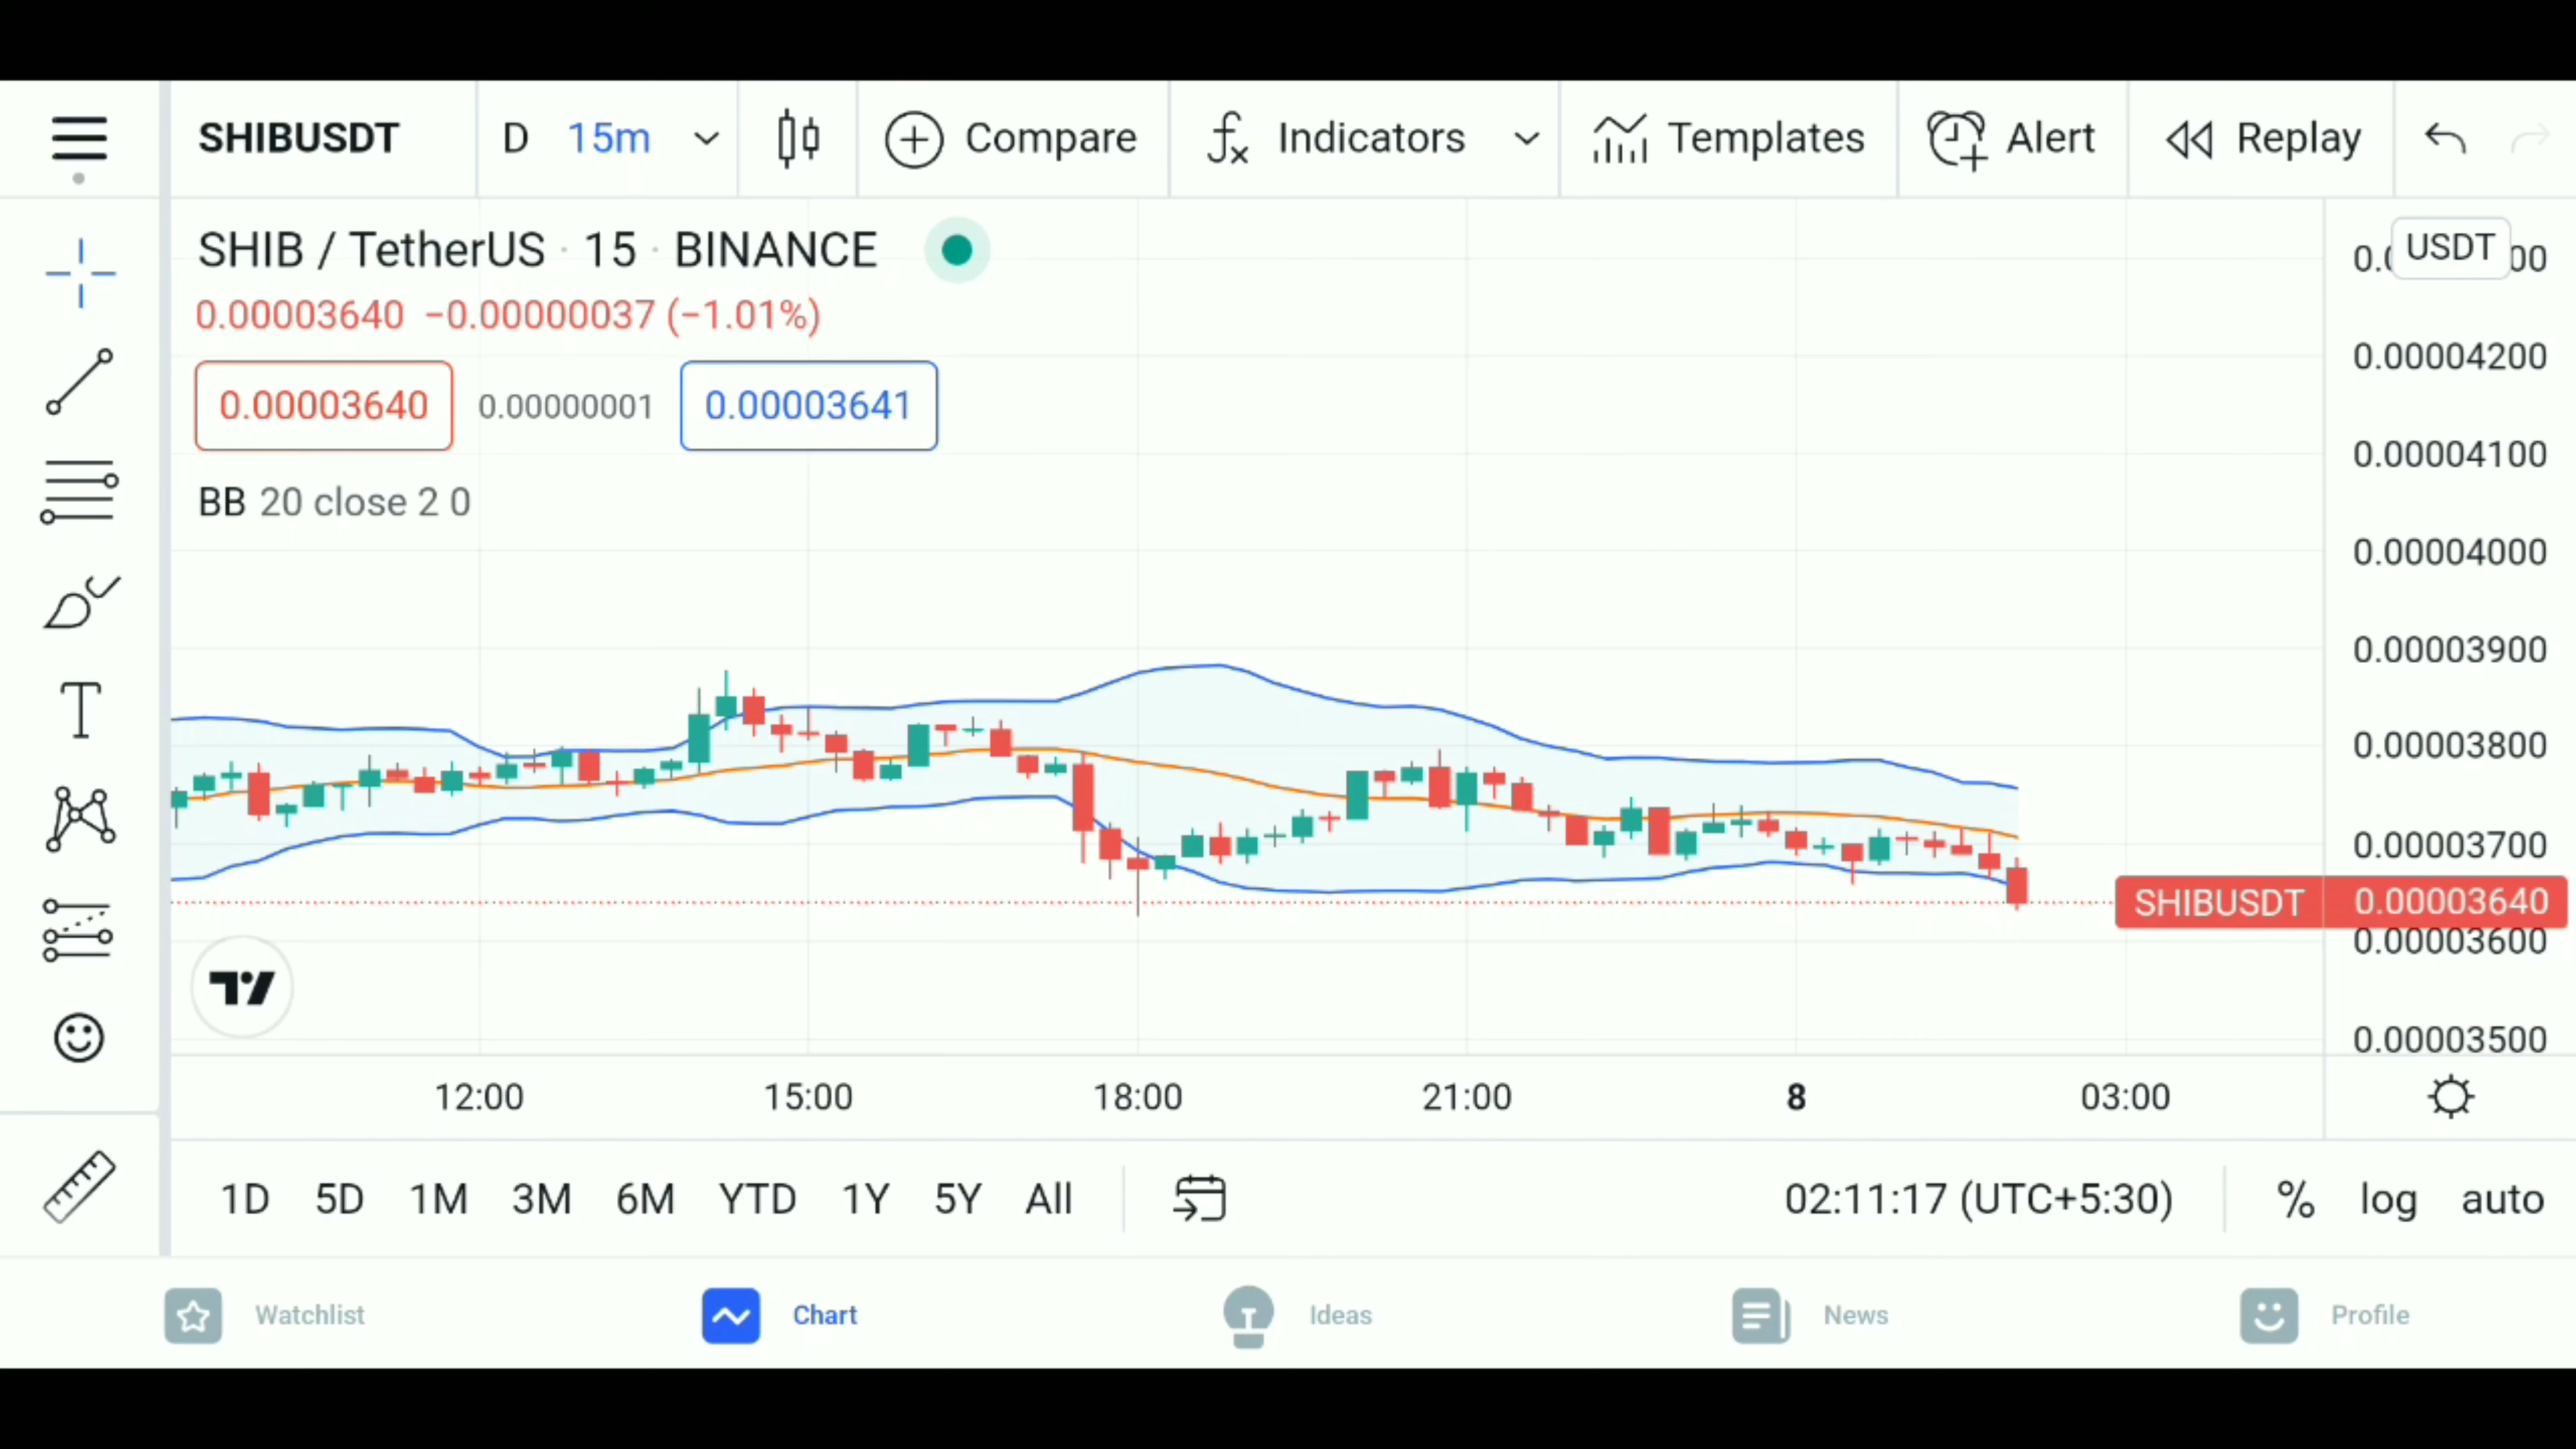 SHIBUSDT D 15m Compare Indicators Templates Alert Replay
SHIB / TetherUS · 15 · BINANCE
0.00003640 −0.00000037 (−1.01%)
0.00003640 0.00000001 0.00003641
BB 20 close 2 0
USDT
0.00004200
0.00004100
0.00004000
0.00003900
0.00003800
0.00003700
SHIBUSDT 0.00003640
0.00003600
0.00003500
12:00 15:00 18:00 21:00 8 03:00
1D 5D 1M 3M 6M YTD 1Y 5Y All 02:11:17 (UTC+5:30) % log auto
Watchlist Chart Ideas News Profile